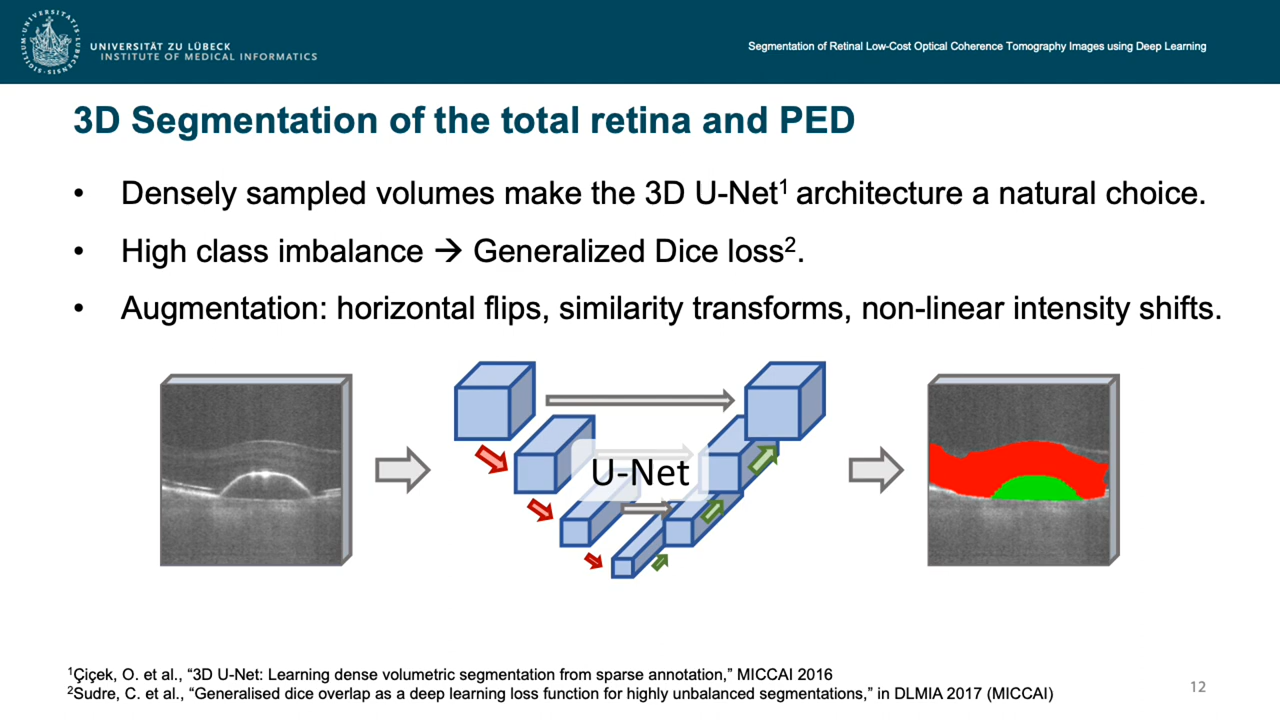 UNIVERSITÄT ZU LÜBECK
INSTITUTE OF MEDICAL INFORMATICS
Segmentation of Retinal Low-Cost Optical Coherence Tomography Images using Deep Learning
3D Segmentation of the total retina and PED
• Densely sampled volumes make the 3D U-Net¹ architecture a natural choice.
• High class imbalance → Generalized Dice loss².
• Augmentation: horizontal flips, similarity transforms, non-linear intensity shifts.
U-Net
¹Çiçek, O. et al., “3D U-Net: Learning dense volumetric segmentation from sparse annotation,” MICCAI 2016
²Sudre, C. et al., “Generalised dice overlap as a deep learning loss function for highly unbalanced segmentations,” in DLMIA 2017 (MICCAI)
12